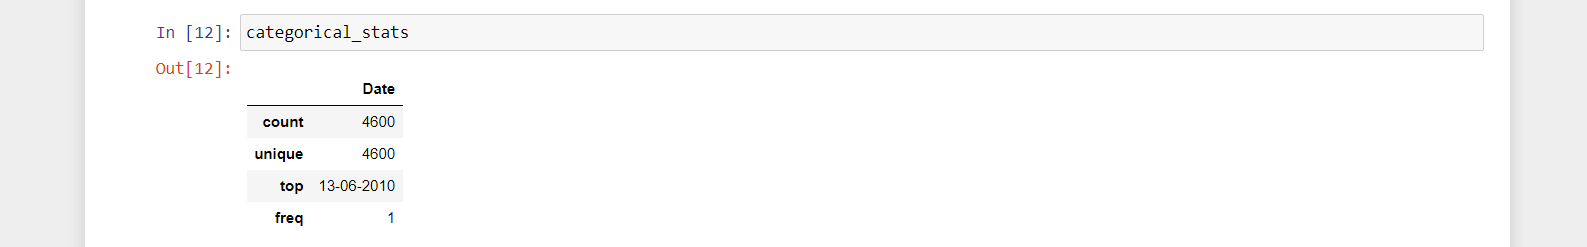 In [12]: categorical_stats
Out[12]:
Date
count 4600
unique 4600
top 13-06-2010
freq 1